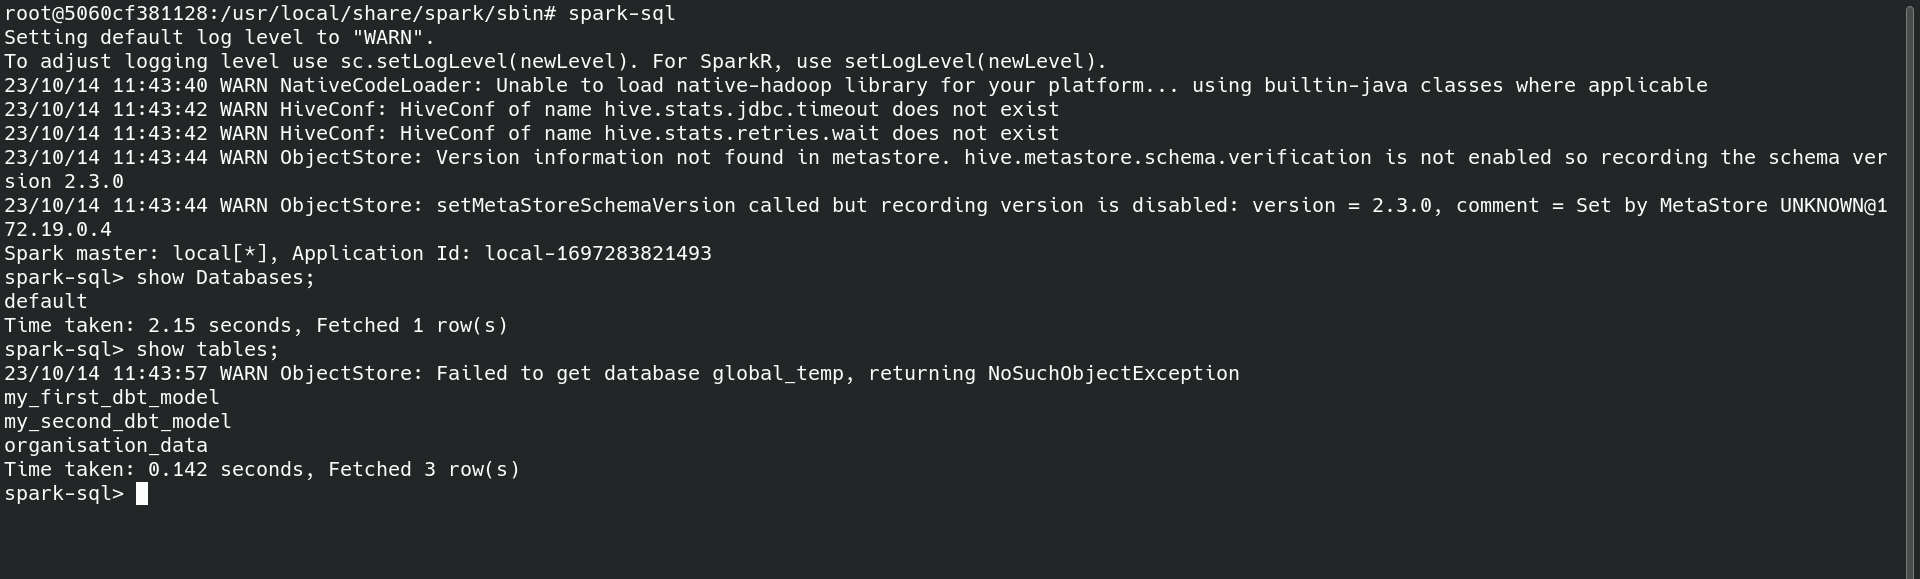 root@5060cf381128:/usr/local/share/spark/sbin# spark-sql
Setting default log level to "WARN".
To adjust logging level use sc.setLogLevel(newLevel). For SparkR, use setLogLevel(newLevel).
23/10/14 11:43:40 WARN NativeCodeLoader: Unable to load native-hadoop library for your platform... using builtin-java classes where applicable
23/10/14 11:43:42 WARN HiveConf: HiveConf of name hive.stats.jdbc.timeout does not exist
23/10/14 11:43:42 WARN HiveConf: HiveConf of name hive.stats.retries.wait does not exist
23/10/14 11:43:44 WARN ObjectStore: Version information not found in metastore. hive.metastore.schema.verification is not enabled so recording the schema ver
sion 2.3.0
23/10/14 11:43:44 WARN ObjectStore: setMetaStoreSchemaVersion called but recording version is disabled: version = 2.3.0, comment = Set by MetaStore UNKNOWN@1
72.19.0.4
Spark master: local[*], Application Id: local-1697283821493
spark-sql> show Databases;
default
Time taken: 2.15 seconds, Fetched 1 row(s)
spark-sql> show tables;
23/10/14 11:43:57 WARN ObjectStore: Failed to get database global_temp, returning NoSuchObjectException
my_first_dbt_model
my_second_dbt_model
organisation_data
Time taken: 0.142 seconds, Fetched 3 row(s)
spark-sql>